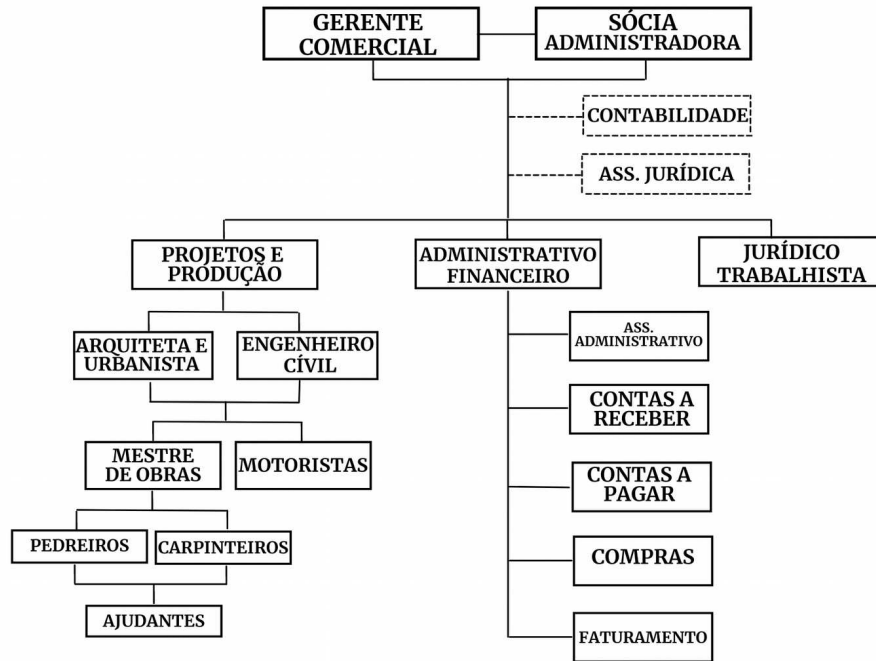 GERENTE
COMERCIAL
SÓCIA
ADMINISTRADORA
CONTABILIDADE
ASS. JURÍDICA
PROJETOS E
PRODUÇÃO
ADMINISTRATIVO
FINANCEIRO
JURÍDICO
TRABALHISTA
ARQUITETA E
URBANISTA
ENGENHEIRO
CÍVIL
ASS.
ADMINISTRATIVO
CONTAS A
RECEBER
MESTRE
DE OBRAS
MOTORISTAS
CONTAS A
PAGAR
PEDREIROS
CARPINTEIROS
COMPRAS
AJUDANTES
FATURAMENTO